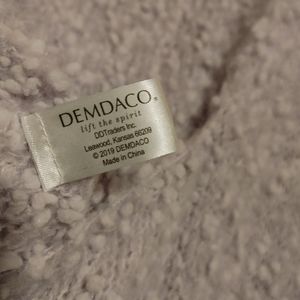 DEMDACO®
lift the spirit
DDTraders Inc.
Leawood, Kansas 66209
© 2019 DEMDACO
Made in China